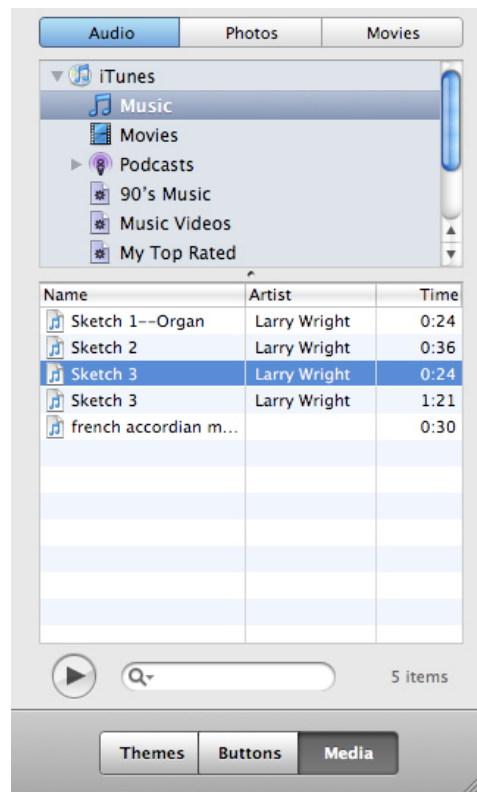 Audio Photos Movies
iTunes
Music
Movies
Podcasts
90's Music
Music Videos
My Top Rated
Name Artist Time
Sketch 1--Organ Larry Wright 0:24
Sketch 2 Larry Wright 0:36
Sketch 3 Larry Wright 0:24
Sketch 3 Larry Wright 1:21
french accordian m... 0:30
5 items
Themes Buttons Media